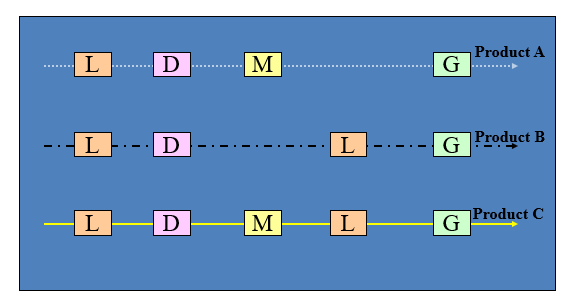 Product A
L D M G
Product B
L D L G
Product C
L D M L G